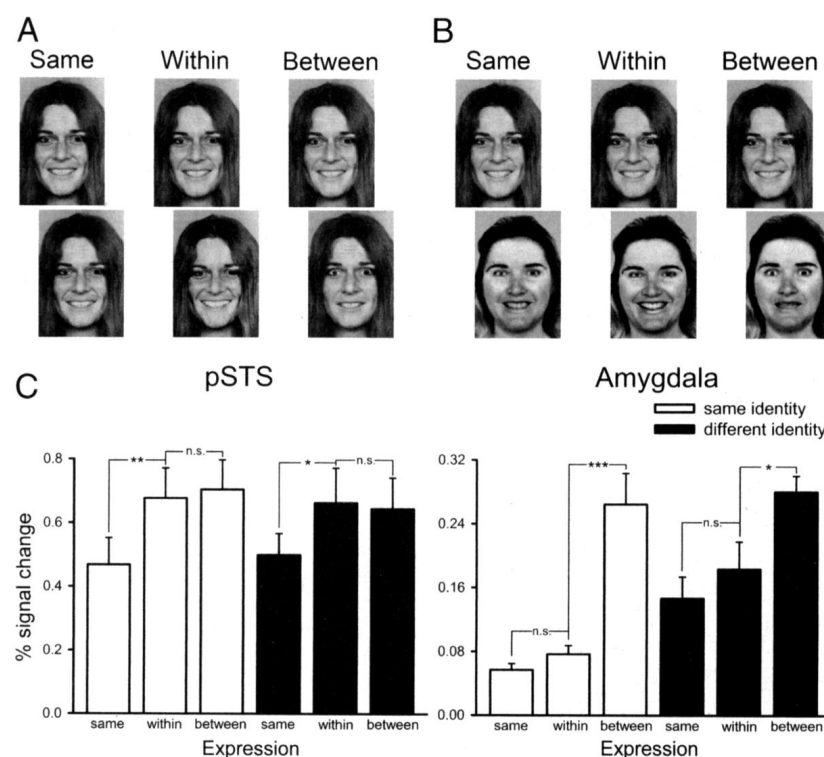 A
Same Within Between
B
Same Within Between
C
pSTS
% signal change
0.8
0.6
0.4
0.2
0.0
**
n.s.
*
n.s.
same within between same within between
Expression
Amygdala
same identity
different identity
0.32
0.24
0.16
0.08
0.00
n.s.
***
n.s.
*
same within between same within between
Expression